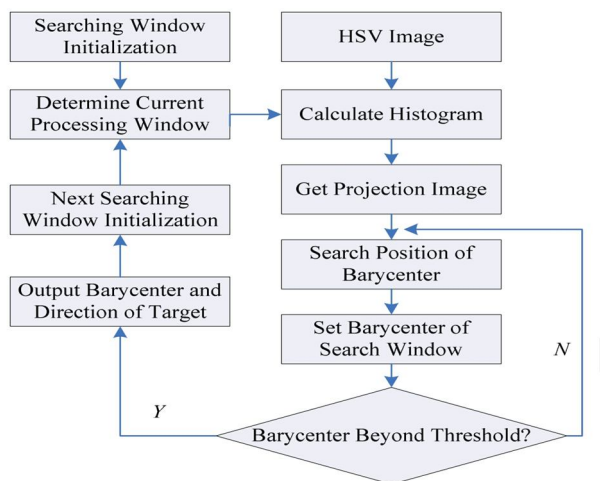 Searching Window
Initialization
HSV Image
Determine Current
Processing Window
Calculate Histogram
Get Projection Image
Next Searching
Window Initialization
Search Position of
Barycenter
Output Barycenter and
Direction of Target
Set Barycenter of
Search Window
N
Y
Barycenter Beyond Threshold?